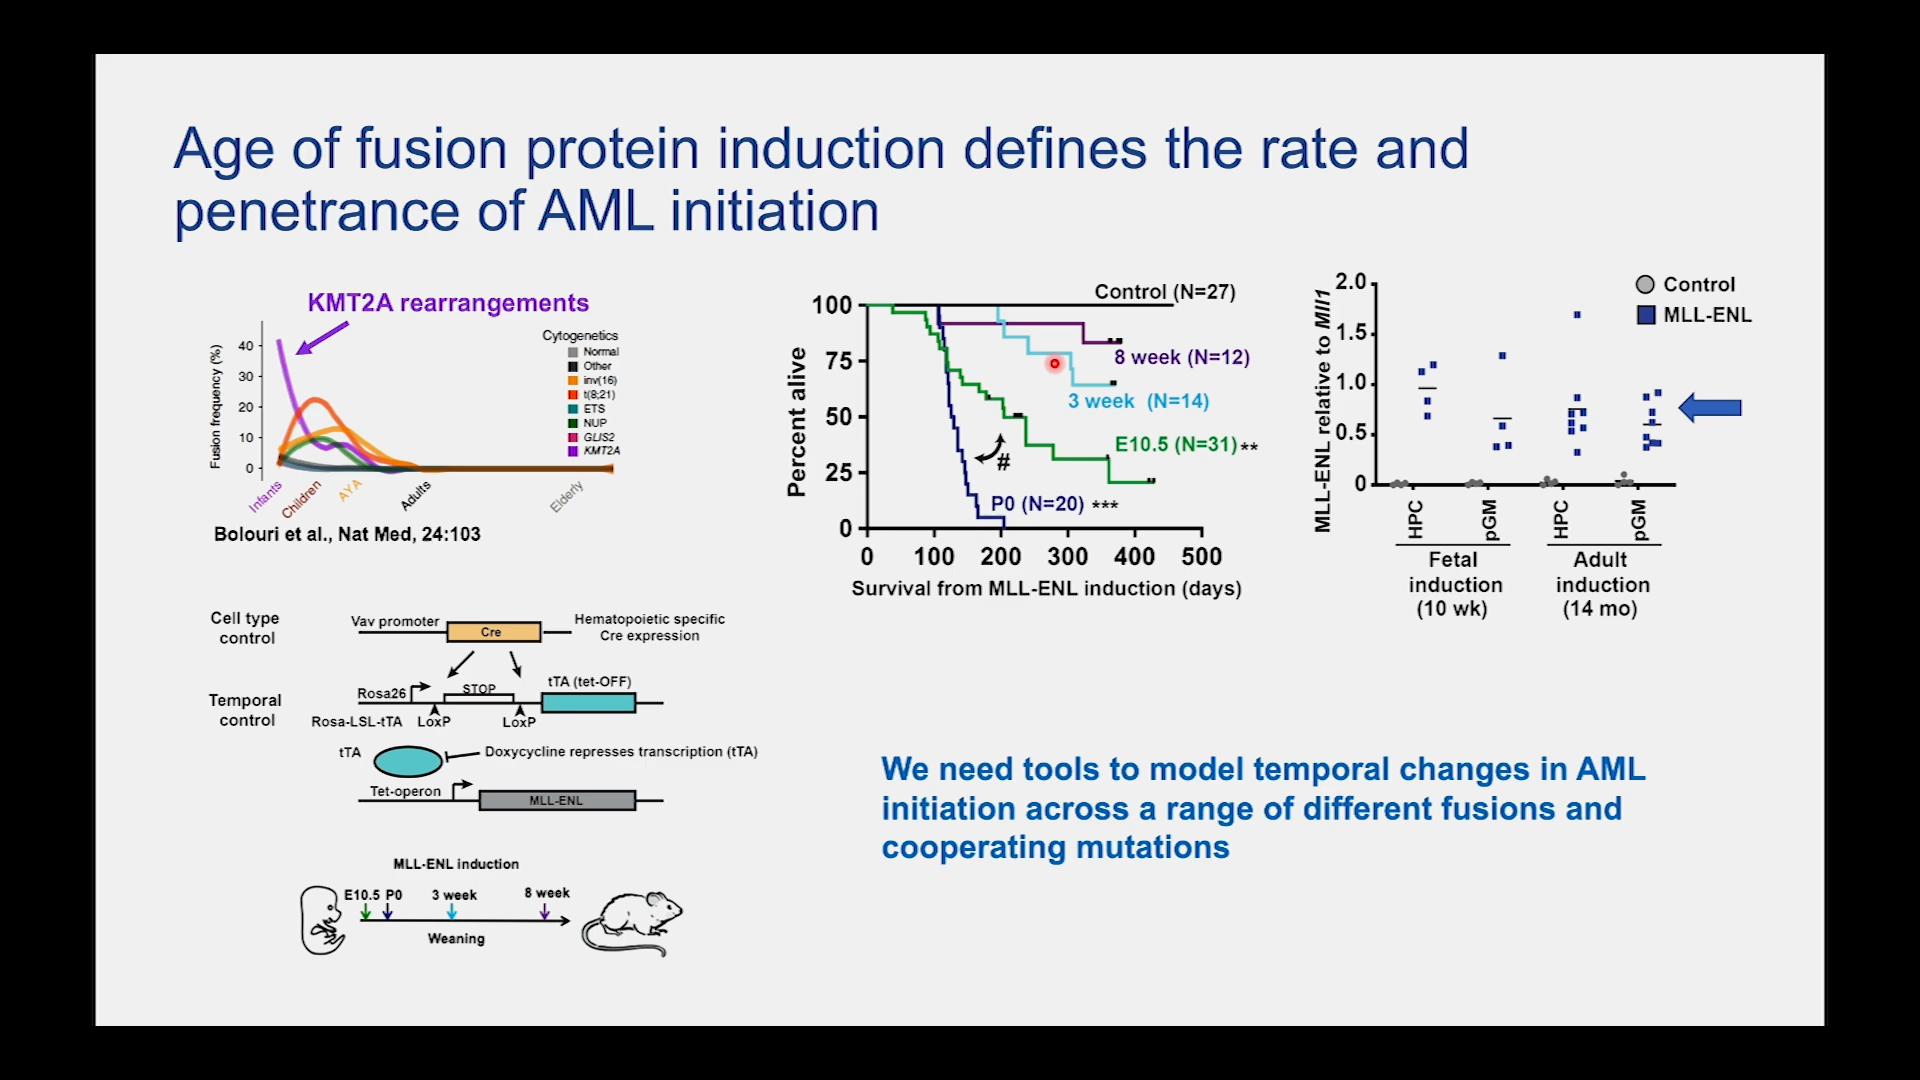 Age of fusion protein induction defines the rate and
penetrance of AML initiation
KMT2A rearrangements
Fusion frequency (%)
40
30
20
10
0
Cytogenetics
Normal
Other
inv(16)
t(8;21)
ETS
NUP
GLIS2
KMT2A
Infants
Children
AYA
Adults
Elderly
Bolouri et al., Nat Med, 24:103
Cell type
control
Vav promoter
Cre
Hematopoietic specific
Cre expression
Temporal
control
Rosa26
STOP
tTA (tet-OFF)
Rosa-LSL-tTA
LoxP
LoxP
tTA
Doxycycline represses transcription (tTA)
Tet-operon
MLL-ENL
MLL-ENL induction
E10.5 P0
3 week
8 week
Weaning
Percent alive
100
75
50
25
0
Control (N=27)
8 week (N=12)
3 week (N=14)
E10.5 (N=31)**
#
P0 (N=20) ***
0 100 200 300 400 500
Survival from MLL-ENL induction (days)
MLL-ENL relative to Mll1
2.0
1.5
1.0
0.5
0
Control
MLL-ENL
HPC
pGM
HPC
pGM
Fetal
induction
(10 wk)
Adult
induction
(14 mo)
We need tools to model temporal changes in AML
initiation across a range of different fusions and
cooperating mutations